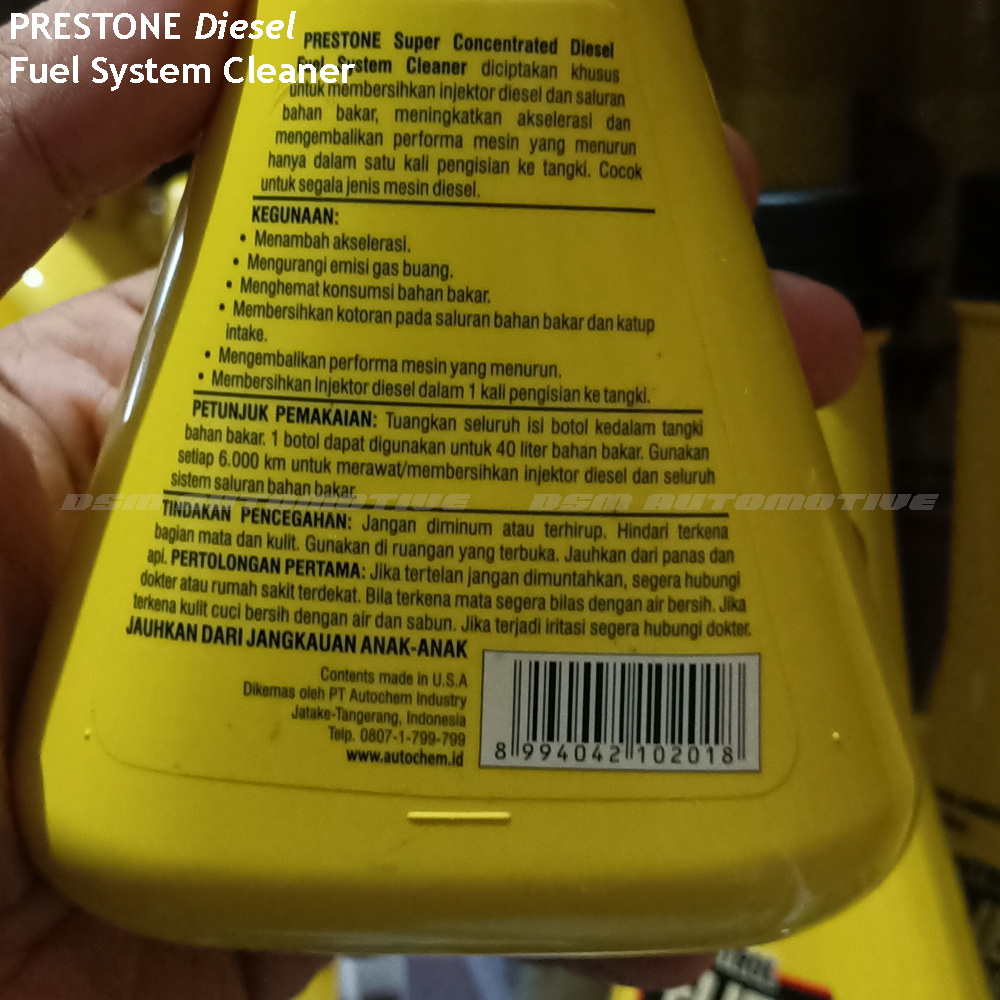 PRESTONE Diesel
Fuel System Cleaner
PRESTONE Super Concentrated Diesel
Fuel System Cleaner diciptakan khusus
untuk membersihkan injektor diesel dan saluran
bahan bakar, meningkatkan akselerasi dan
mengembalikan performa mesin yang menurun
hanya dalam satu kali pengisian ke tangki. Cocok
untuk segala jenis mesin diesel.
KEGUNAAN:
• Menambah akselerasi.
• Mengurangi emisi gas buang.
• Menghemat konsumsi bahan bakar.
• Membersihkan kotoran pada saluran bahan bakar dan katup
intake.
• Mengembalikan performa mesin yang menurun.
• Membersihkan Injektor diesel dalam 1 kali pengisian ke tangki.
PETUNJUK PEMAKAIAN: Tuangkan seluruh isi botol kedalam tangki
bahan bakar. 1 botol dapat digunakan untuk 40 liter bahan bakar. Gunakan
setiap 6.000 km untuk merawat/membersihkan injektor diesel dan seluruh
sistem saluran bahan bakar.
DSM AUTOMOTIVE DSM AUTOMOTIVE
TINDAKAN PENCEGAHAN: Jangan diminum atau terhirup. Hindari terkena
bagian mata dan kulit. Gunakan di ruangan yang terbuka. Jauhkan dari panas dan
api. PERTOLONGAN PERTAMA: Jika tertelan jangan dimuntahkan, segera hubungi
dokter atau rumah sakit terdekat. Bila terkena mata segera bilas dengan air bersih. Jika
terkena kulit cuci bersih dengan air dan sabun. Jika terjadi iritasi segera hubungi dokter.
JAUHKAN DARI JANGKAUAN ANAK-ANAK
Contents made in U.S.A
Dikemas oleh PT Autochem Industry
Jatake-Tangerang, Indonesia
Telp. 0807-1-799-799
www.autochem.id
8 994042 102018